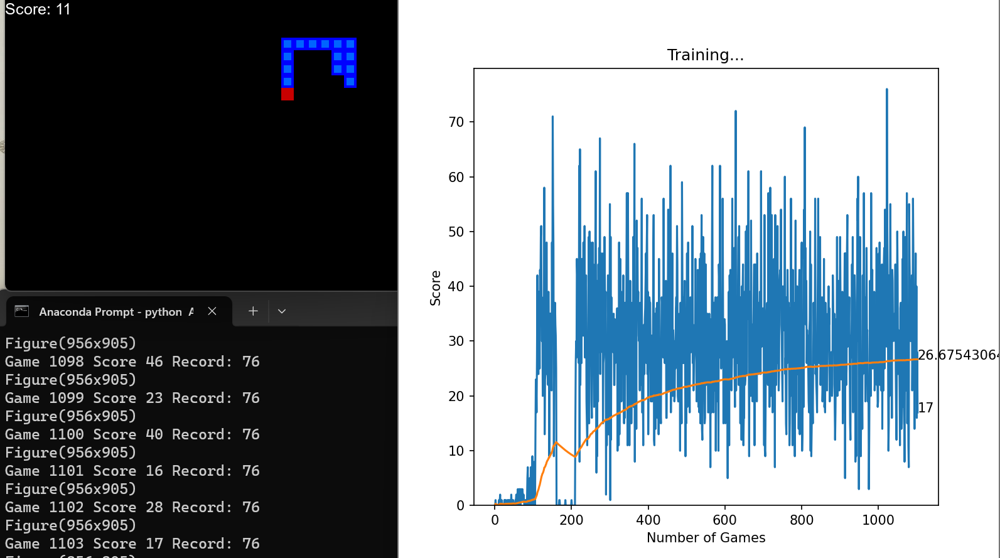 Score: 11
Anaconda Prompt - python
Figure(956x905)
Game 1098 Score 46 Record: 76
Figure(956x905)
Game 1099 Score 23 Record: 76
Figure(956x905)
Game 1100 Score 40 Record: 76
Figure(956x905)
Game 1101 Score 16 Record: 76
Figure(956x905)
Game 1102 Score 28 Record: 76
Figure(956x905)
Game 1103 Score 17 Record: 76
Training...
Score
70
60
50
40
30
20
10
0
26.6754306
17
0 200 400 600 800 1000
Number of Games